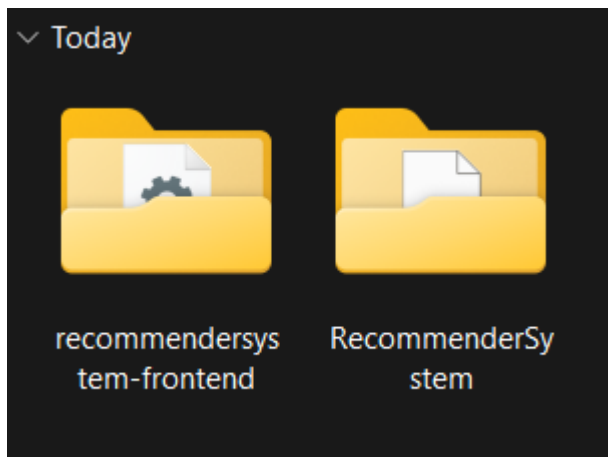 Today
recommendersys
tem-frontend
RecommenderSy
stem